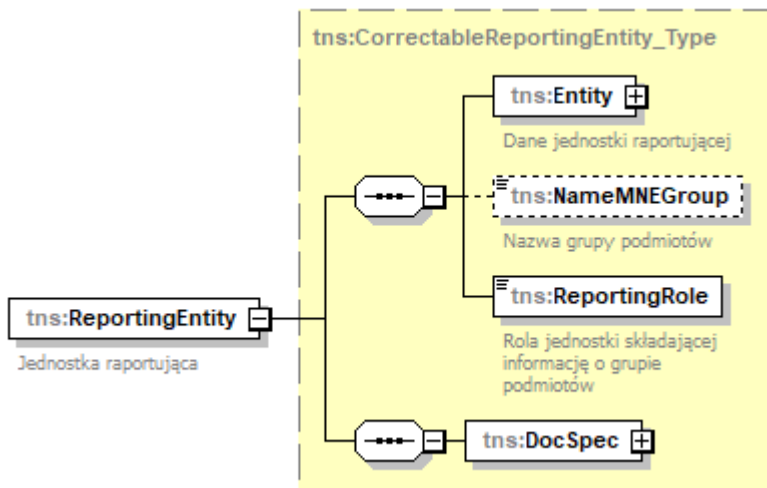 tns:CorrectableReportingEntity_Type
tns:Entity
Dane jednostki raportującej
tns:NameMNEGroup
Nazwa grupy podmiotów
tns:ReportingEntity
Jednostka raportująca
tns:ReportingRole
Rola jednostki składającej
informację o grupie
podmiotów
tns:DocSpec